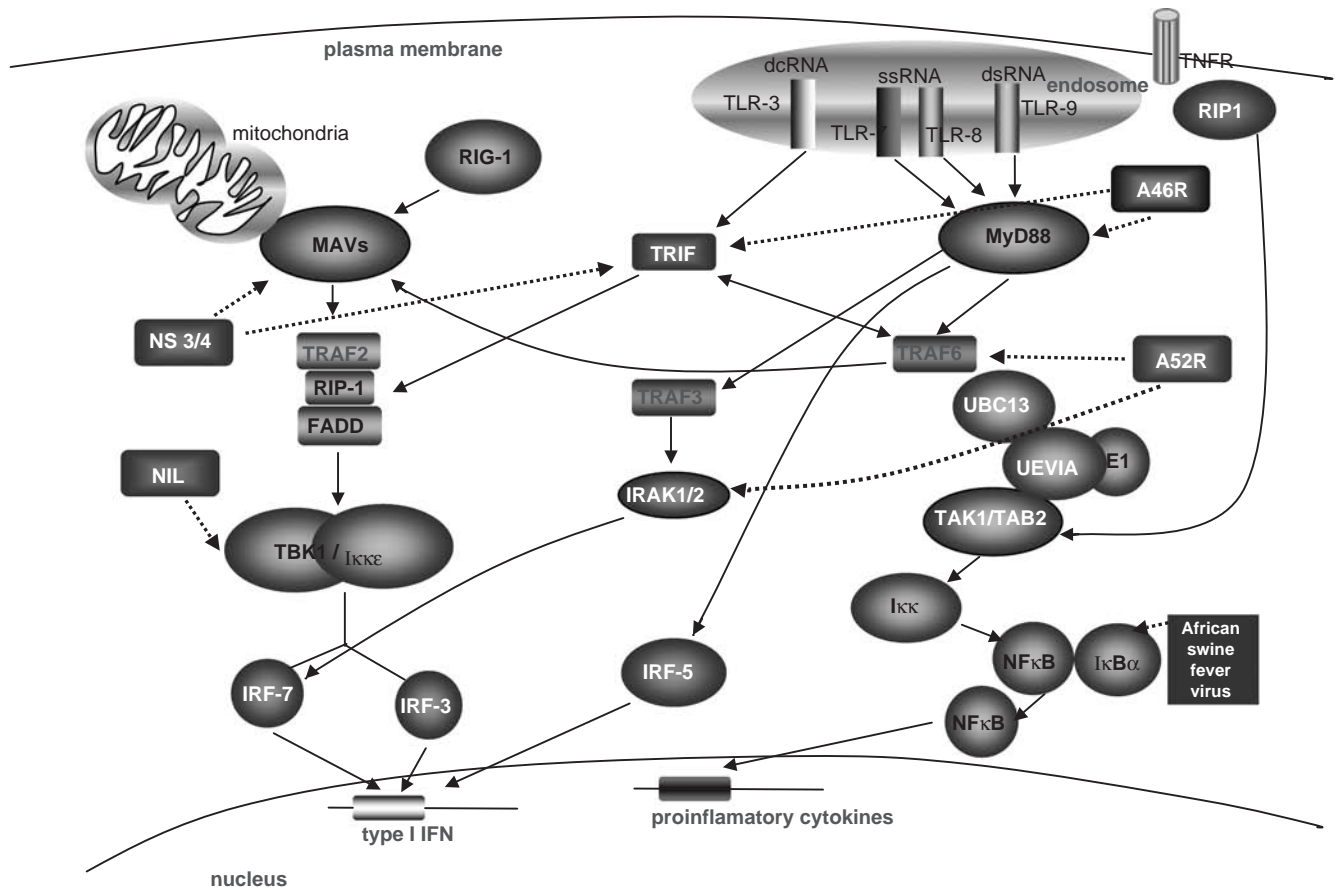 plasma membrane
TNFR
dcRNA
ssRNA
dsRNA
endosome
TLR-3
TLR-7
TLR-8
TLR-9
RIP1
mitochondria
RIG-1
A46R
MAVs
TRIF
MyD88
NS 3/4
TRAF2
TRAF6
A52R
RIP-1
TRAF3
UBC13
FADD
NIL
IRAK1/2
UEVIA
E1
TAK1/TAB2
TBK1 / Iκκε
Iκκ
African
swine
fever
virus
NFκB
IκBα
IRF-7
IRF-3
IRF-5
NFκB
type I IFN
proinflamatory cytokines
nucleus